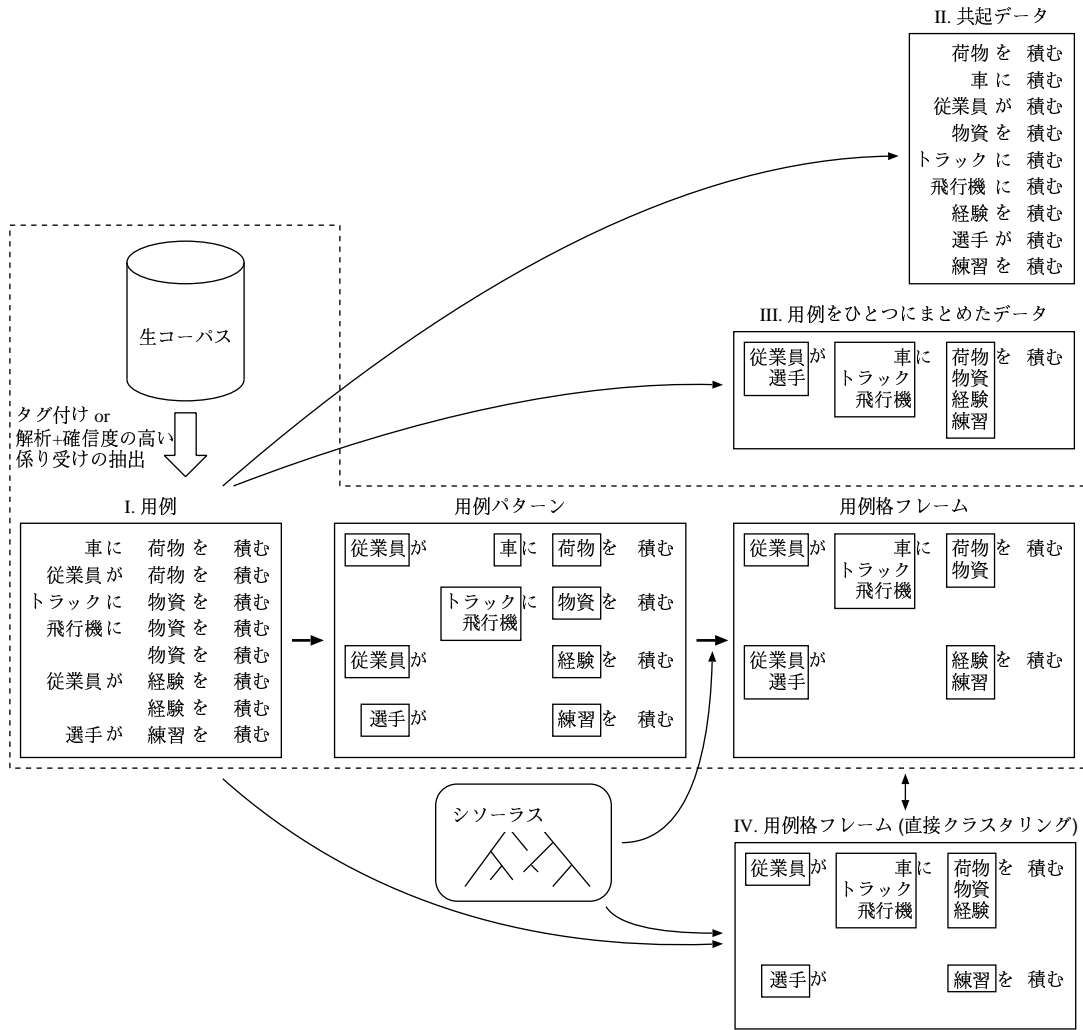 II. 共起データ
荷物 を 積む
車 に 積む
従業員 が 積む
物資 を 積む
トラック に 積む
飛行機 に 積む
経験 を 積む
選手 が 積む
練習 を 積む
III. 用例をひとつにまとめたデータ
従業員 が 車 に 荷物 を 積む
選手 トラック 物資
飛行機 経験
練習
生コーパス
タグ付け or
解析+確信度の高い
係り受けの抽出
I. 用例
車 に 荷物 を 積む
従業員 が 荷物 を 積む
トラック に 物資 を 積む
飛行機 に 物資 を 積む
物資 を 積む
従業員 が 経験 を 積む
経験 を 積む
選手 が 練習 を 積む
用例パターン
従業員 が 車 に 荷物 を 積む
トラック に 物資 を 積む
飛行機
従業員 が 経験 を 積む
選手 が 練習 を 積む
用例格フレーム
従業員 が 車 に 荷物 を 積む
トラック 物資
飛行機
従業員 が 経験 を 積む
選手 練習
シソーラス
IV. 用例格フレーム (直接クラスタリング)
従業員 が 車 に 荷物 を 積む
トラック 物資
飛行機 経験
選手 が 練習 を 積む